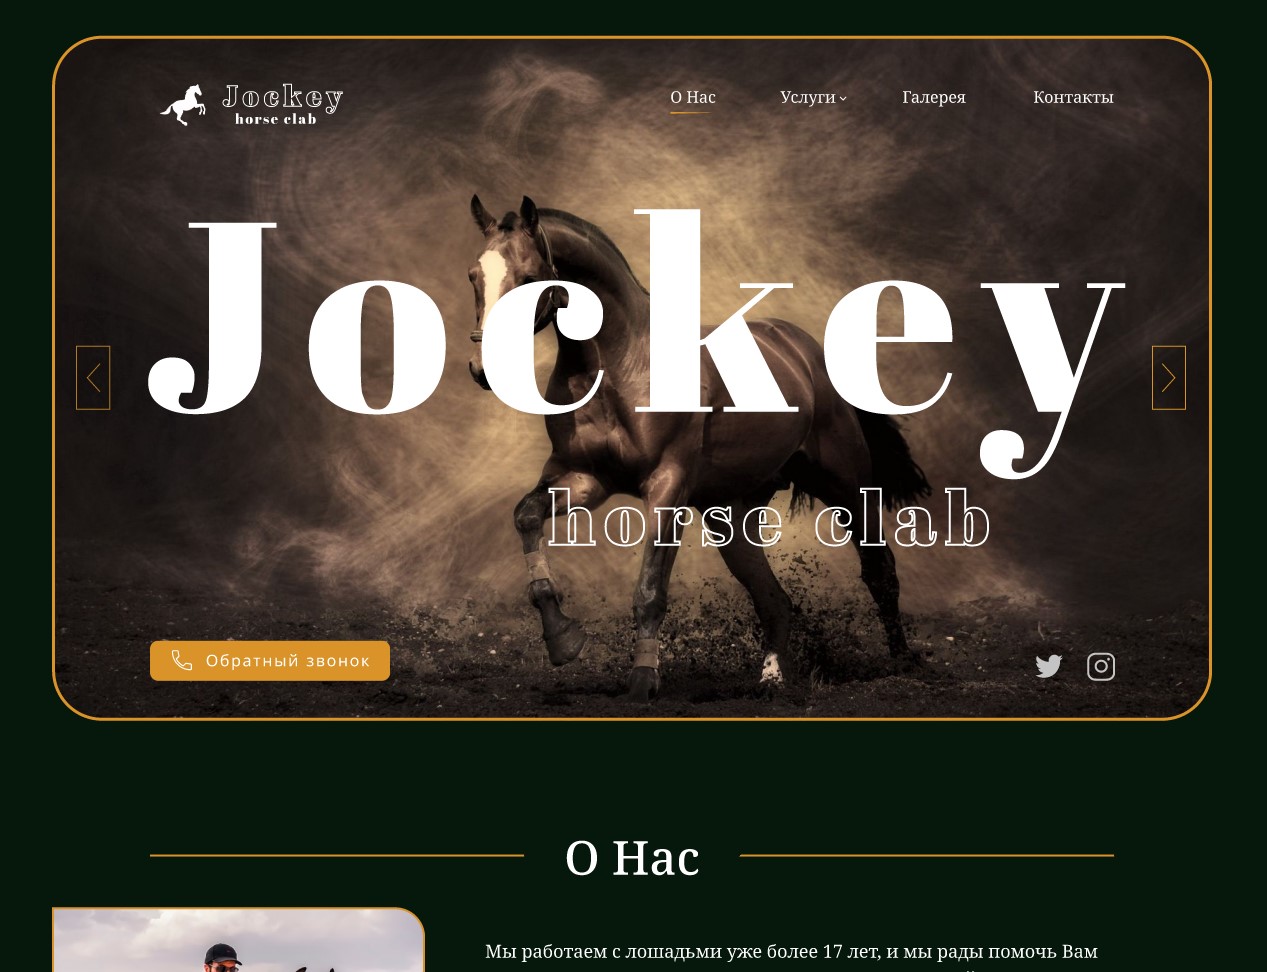 Jockey
horse clab
О Нас
Услуги
Галерея
Контакты
Jockey
horse clab
Обратный звонок
О Нас
Мы работаем с лошадьми уже более 17 лет, и мы рады помочь Вам